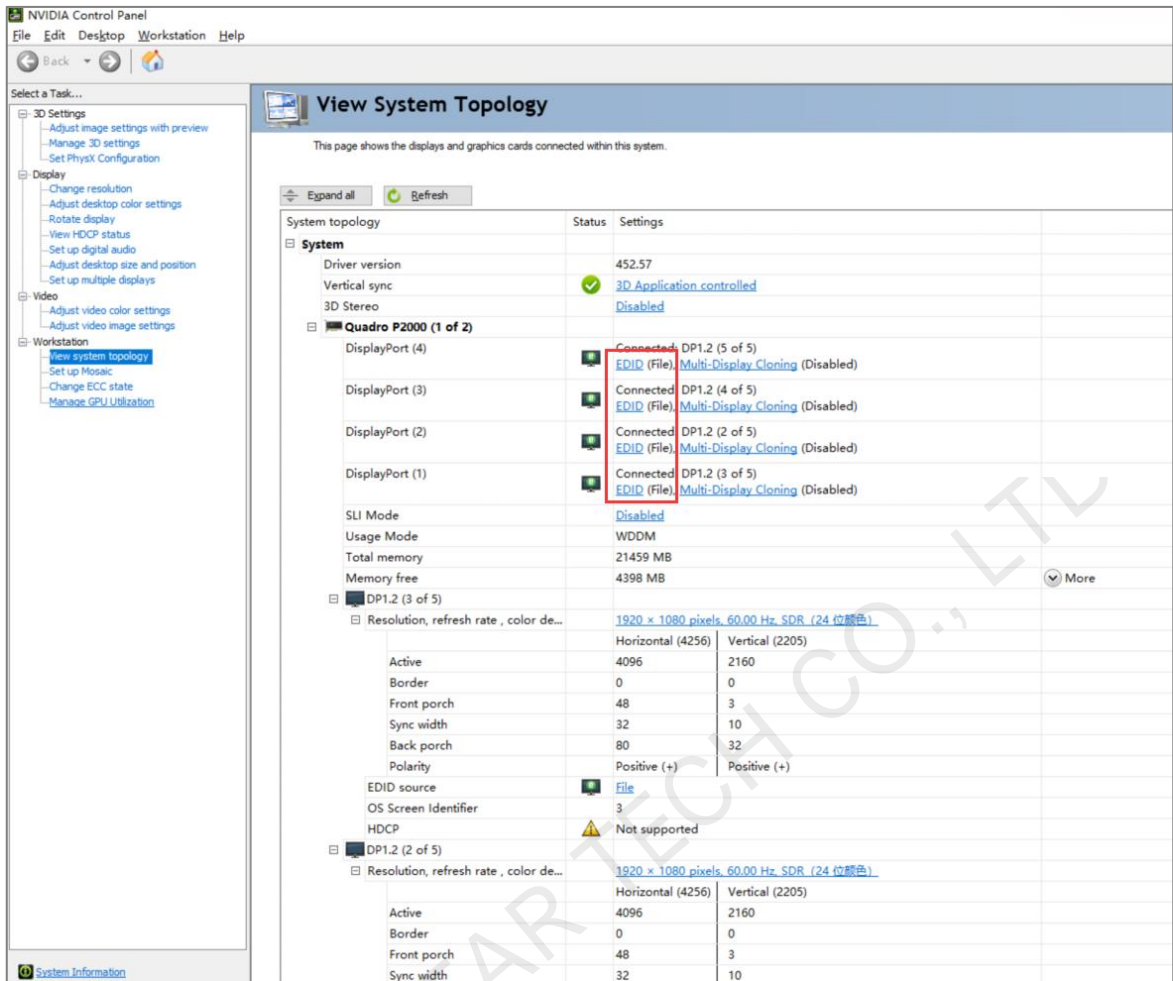 NVIDIA Control Panel
File Edit Desktop Workstation Help
Back
Select a Task...
3D Settings
Adjust image settings with preview
Manage 3D settings
Set PhysX Configuration
Display
Change resolution
Adjust desktop color settings
Rotate display
View HDCP status
Set up digital audio
Adjust desktop size and position
Set up multiple displays
Video
Adjust video color settings
Adjust video image settings
Workstation
View system topology
Set up Mosaic
Change ECC state
Manage GPU Utilization
System Information
View System Topology
This page shows the displays and graphics cards connected within this system.
Expand all Refresh
System topology Status Settings
System
Driver version 452.57
Vertical sync 3D Application controlled
3D Stereo Disabled
Quadro P2000 (1 of 2)
DisplayPort (4) Connected: DP1.2 (5 of 5)
EDID (File), Multi-Display Cloning (Disabled)
DisplayPort (3) Connected: DP1.2 (4 of 5)
EDID (File), Multi-Display Cloning (Disabled)
DisplayPort (2) Connected: DP1.2 (2 of 5)
EDID (File), Multi-Display Cloning (Disabled)
DisplayPort (1) Connected: DP1.2 (3 of 5)
EDID (File), Multi-Display Cloning (Disabled)
SLI Mode Disabled
Usage Mode WDDM
Total memory 21459 MB
Memory free 4398 MB More
DP1.2 (3 of 5)
Resolution, refresh rate , color de... 1920 × 1080 pixels, 60.00 Hz, SDR (24 位颜色)
Horizontal (4256) Vertical (2205)
Active 4096 2160
Border 0 0
Front porch 48 3
Sync width 32 10
Back porch 80 32
Polarity Positive (+) Positive (+)
EDID source File
OS Screen Identifier 3
HDCP Not supported
DP1.2 (2 of 5)
Resolution, refresh rate , color de... 1920 × 1080 pixels, 60.00 Hz, SDR (24 位颜色)
Horizontal (4256) Vertical (2205)
Active 4096 2160
Border 0 0
Front porch 48 3
Sync width 32 10
TAR TECH CO., LTD